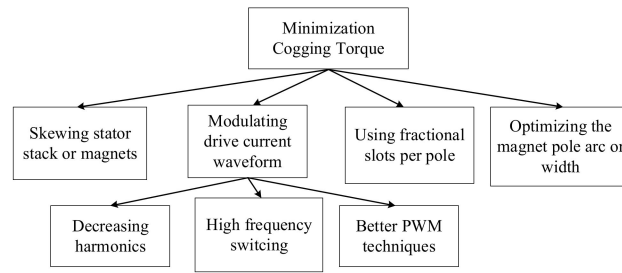 Minimization
Cogging Torque
Skewing stator
stack or magnets
Modulating
drive current
waveform
Using fractional
slots per pole
Optimizing the
magnet pole arc or
width
Decreasing
harmonics
High frequency
switcing
Better PWM
techniques